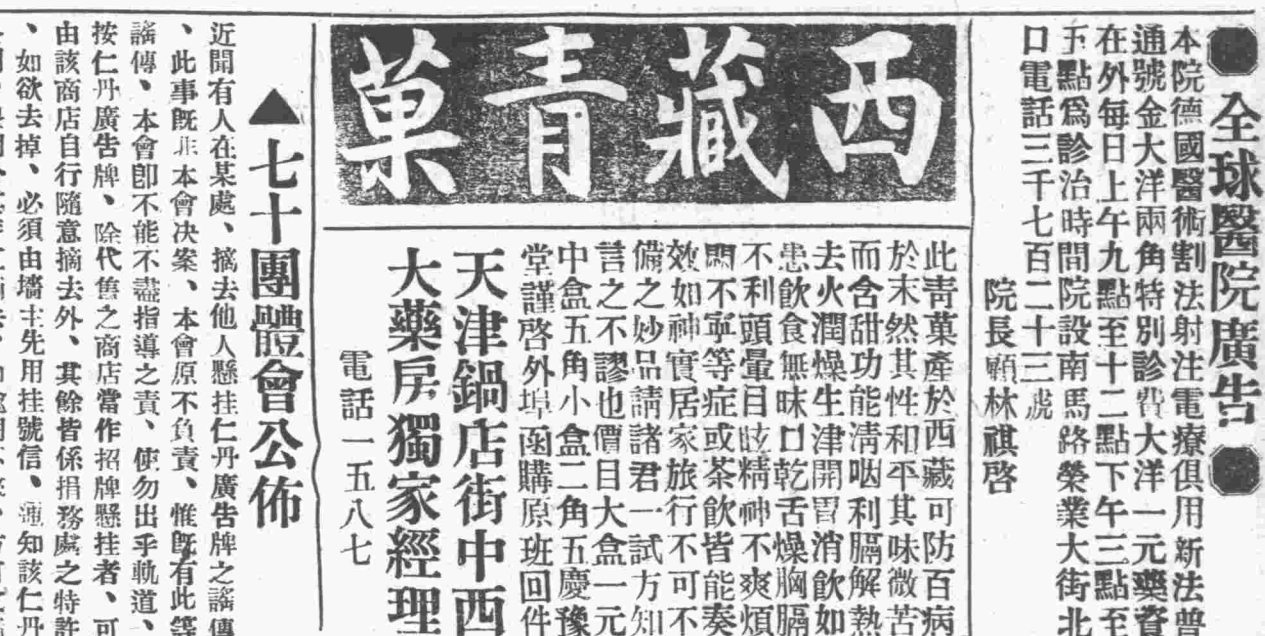 全球醫院廣告
本院德國醫術割法射注電療俱用新法普
通號金大洋兩角特別診費大洋一元藥資
在外每日上午九點至十二點下午三點至
五點爲診治時間院設南馬路榮業大街北
口電話三千七百二十三號
院長顧林祺啓
西藏青菓
此靑菓產於西藏可防百病
於未然其性和平其味微苦
而含甜功能淸咽利膈解熱
去火潤燥生津開胃消飲如
患飲食無味口乾舌燥胸膈
不利頭暈目眩精神不爽煩
悶不寧等症或茶飲皆能奏
效如神實居家旅行不可不
備之妙品請諸君一試方知
言之不謬也價目大盒一元
中盒五角小盒二角五慶豫
堂謹啓外埠函購原班回件
天津鍋店街中西
大藥房獨家經理
電話一五八七
▲七十團體會公佈
近聞有人在某處、摘去他人懸挂仁丹廣告牌之謠傳
、此事旣非本會決案、本會原不負責、惟旣有此等
謠傳、本會卽不能不盡指導之責、使勿出乎軌道、
按仁丹廣告牌、除代售之商店當作招牌懸挂者、可
由該商店自行隨意摘去外、其餘皆係捐務處之特許
、如欲去掉、必須由墻主先用挂號信、通知該仁丹